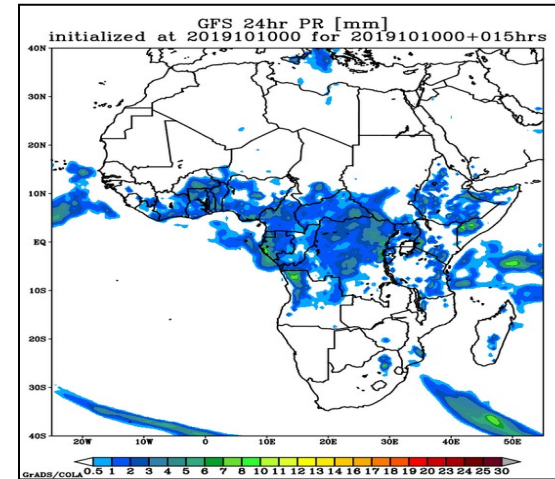 GFS 24hr PR [mm]
initialized at 2019101000 for 2019101000+015hrs
40N
30N
20N
10N
EQ
10S
20S
30S
40S
20W 10W 0 10E 20E 30E 40E 50E
0.5 1 2 3 4 5 6 7 8 10 11 12 13 14 15 16 17 18 19 20 23 24 25 30
GrADS/COLA